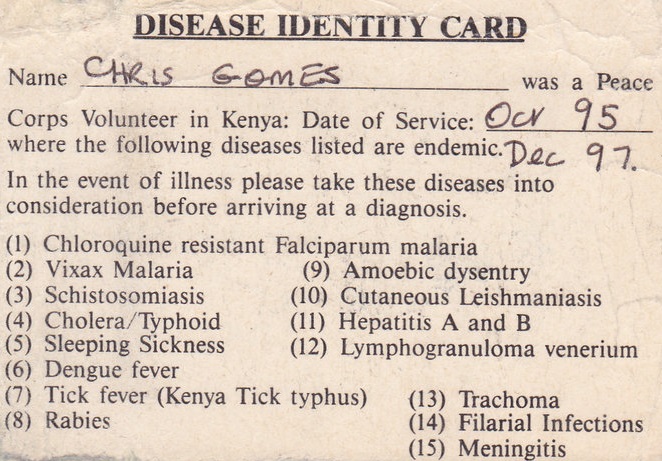 DISEASE IDENTITY CARD
Name CHRIS GOMES was a Peace
Corps Volunteer in Kenya: Date of Service: Oct 95
where the following diseases listed are endemic. Dec 97.
In the event of illness please take these diseases into
consideration before arriving at a diagnosis.
(1) Chloroquine resistant Falciparum malaria
(2) Vixax Malaria (9) Amoebic dysentry
(3) Schistosomiasis (10) Cutaneous Leishmaniasis
(4) Cholera/Typhoid (11) Hepatitis A and B
(5) Sleeping Sickness (12) Lymphogranuloma venerium
(6) Dengue fever
(7) Tick fever (Kenya Tick typhus) (13) Trachoma
(8) Rabies (14) Filarial Infections
(15) Meningitis